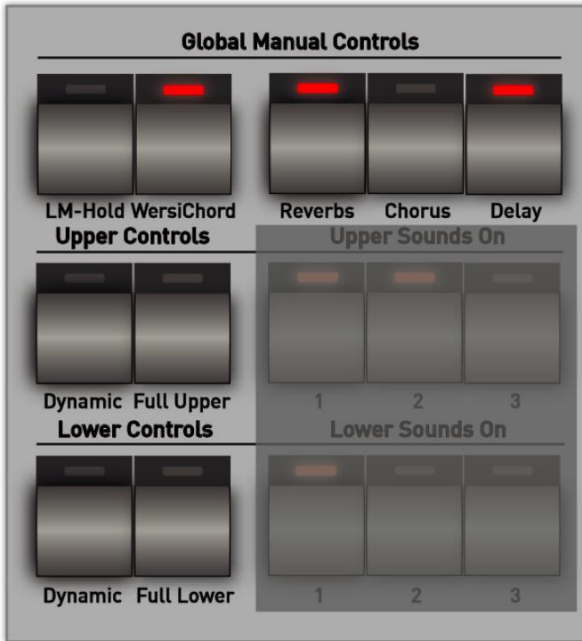 Global Manual Controls
LM-Hold WersiChord Reverbs Chorus Delay
Upper Controls Upper Sounds On
Dynamic Full Upper 1 2 3
Lower Controls Lower Sounds On
Dynamic Full Lower 1 2 3